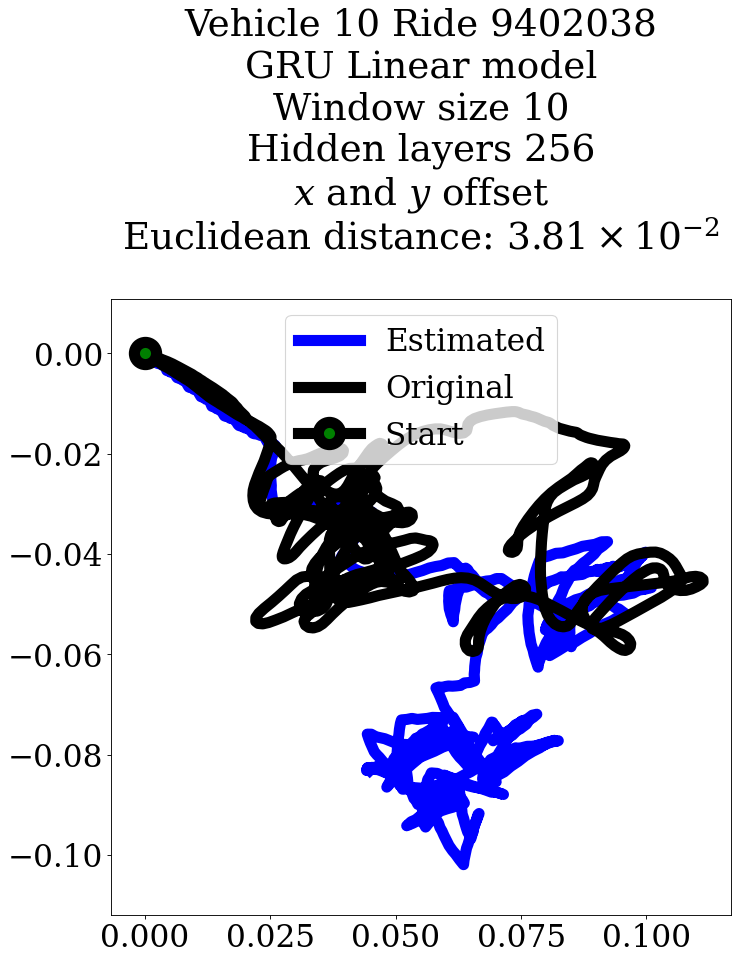 Vehicle 10 Ride 9402038
GRU Linear model
Window size 10
Hidden layers 256
x and y offset
Euclidean distance: 3.81 × 10⁻²
Estimated
Original
Start
0.00
−0.02
−0.04
−0.06
−0.08
−0.10
0.000 0.025 0.050 0.075 0.100